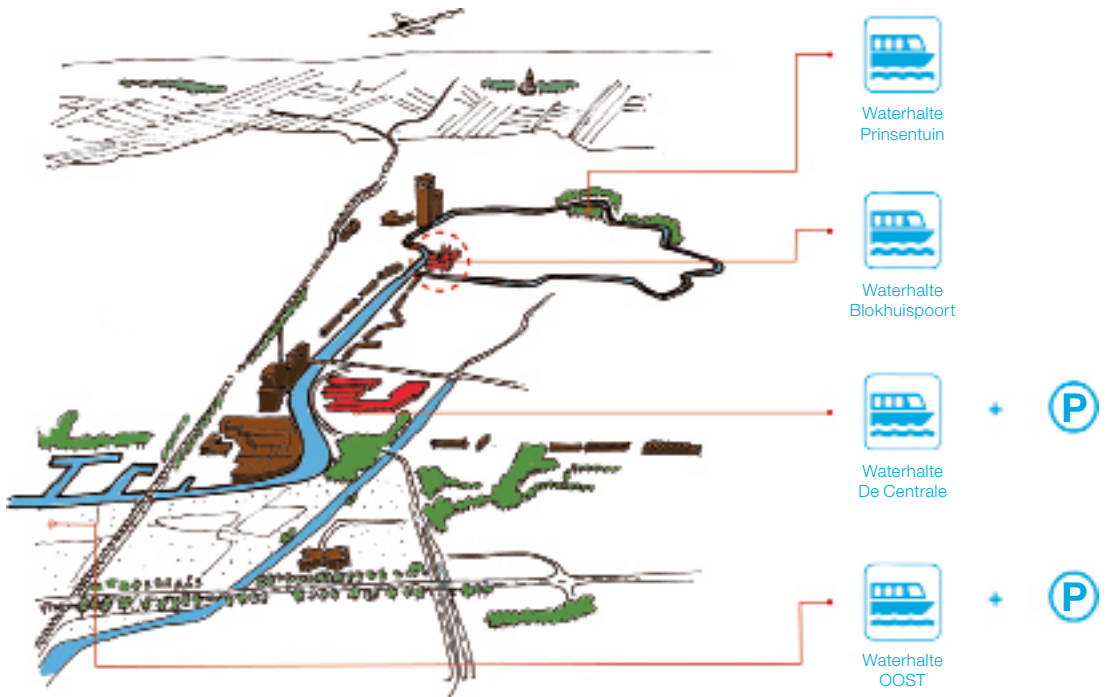 Waterhalte
Prinsentuin
Waterhalte
Blokhuispoort
Waterhalte
De Centrale
+ P
Waterhalte
OOST
+ P